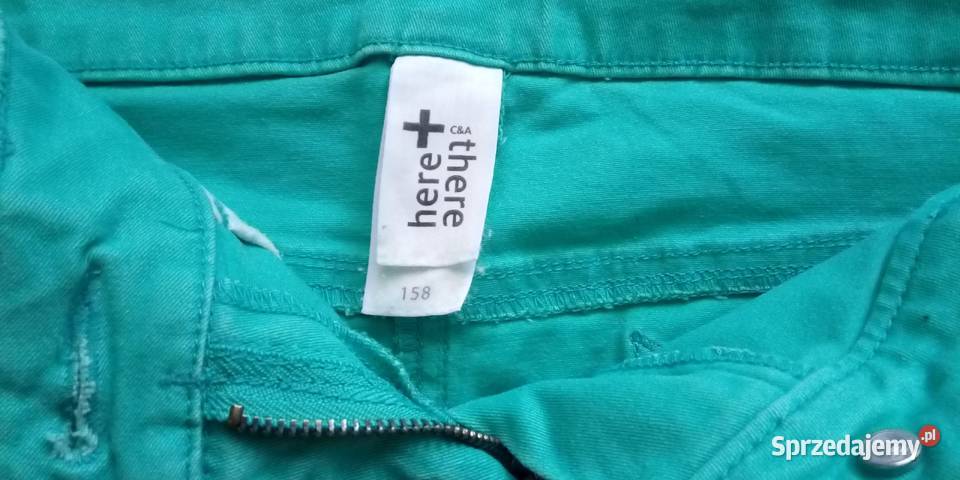 here +
C&A
there
158
Sprzedajemy.pl